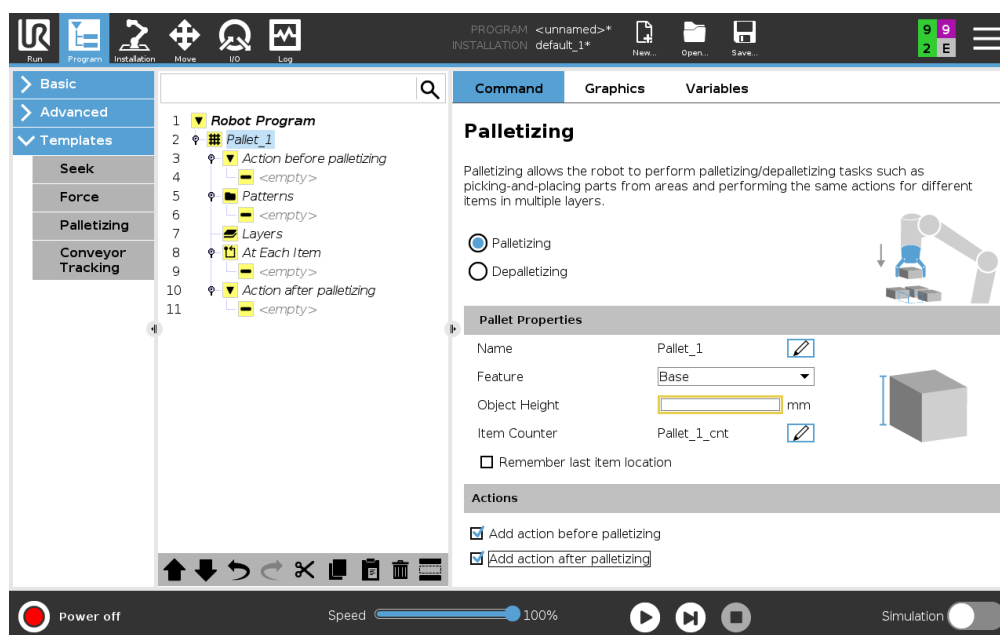 PROGRAM <unnamed>*
INSTALLATION default_1*
Run
Program
Installation
Move
I/O
Log
New...
Open...
Save...
9 9
2 E
Basic
Advanced
Templates
Seek
Force
Palletizing
Conveyor
Tracking
1 Robot Program
2 Pallet_1
3 Action before palletizing
4 <empty>
5 Patterns
6 <empty>
7 Layers
8 At Each Item
9 <empty>
10 Action after palletizing
11 <empty>
Command
Graphics
Variables
Palletizing
Palletizing allows the robot to perform palletizing/depalletizing tasks such as
picking-and-placing parts from areas and performing the same actions for different
items in multiple layers.
Palletizing
Depalletizing
Pallet Properties
Name Pallet_1
Feature Base
Object Height mm
Item Counter Pallet_1_cnt
Remember last item location
Actions
Add action before palletizing
Add action after palletizing
Power off
Speed 100%
Simulation